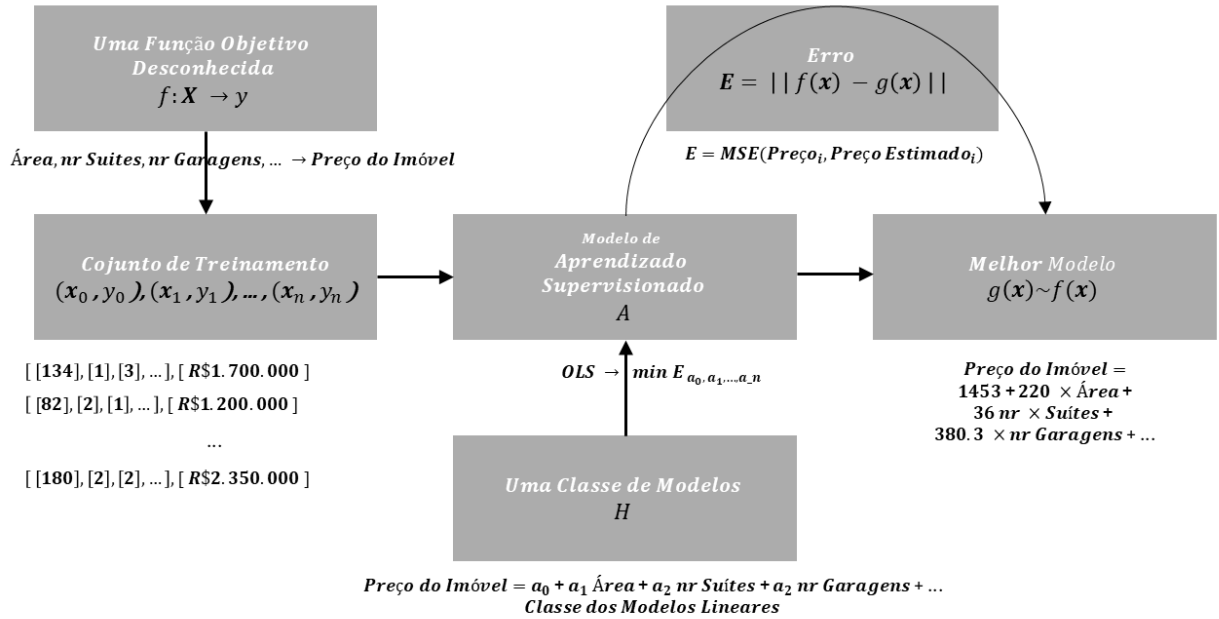 Uma Função Objetivo
Desconhecida
f: X → y
Área, nr Suites, nr Garagens, ... → Preço do Imóvel
Erro
E = ||f(x) − g(x)||
E = MSE(Preço_i, Preço Estimado_i)
Cojunto de Treinamento
(x_0, y_0), (x_1, y_1), ..., (x_n, y_n)
Modelo de
Aprendizado
Supervisionado
A
Melhor Modelo
g(x)~f(x)
[ [134], [1], [3], ...], [ R$1.700.000 ]
[ [82], [2], [1], ...], [ R$1.200.000 ]
...
[ [180], [2], [2], ...], [ R$2.350.000 ]
OLS → min E_{a_0, a_1,...,a_n}
Preço do Imóvel =
1453 + 220 × Área +
36 nr × Suítes +
380.3 × nr Garagens + ...
Uma Classe de Modelos
H
Preço do Imóvel = a_0 + a_1 Área + a_2 nr Suítes + a_2 nr Garagens + ...
Classe dos Modelos Lineares